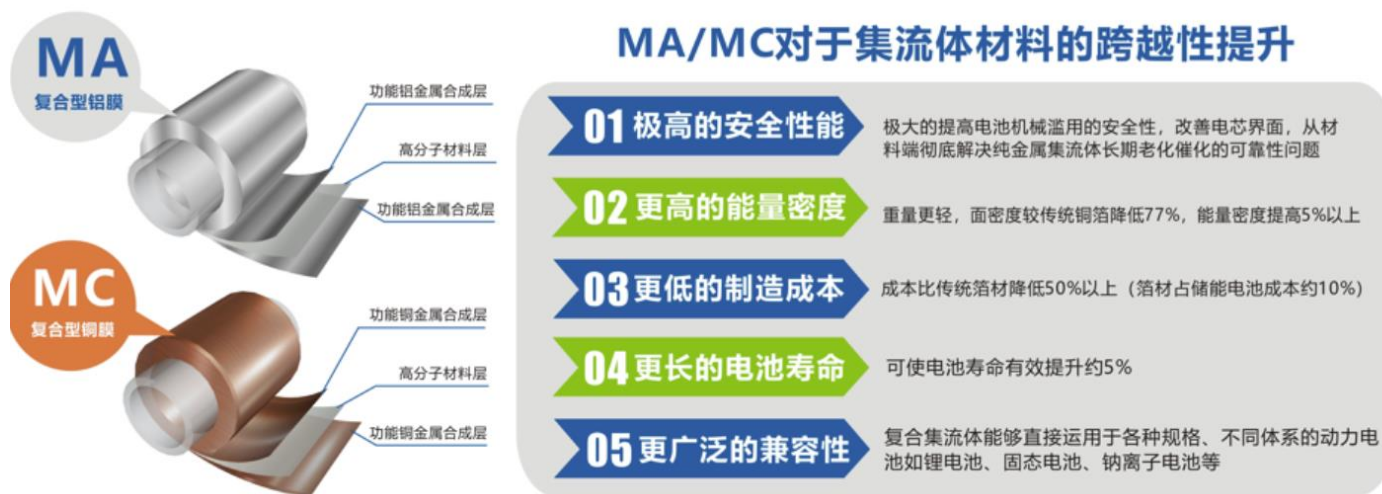 MA
复合型铝膜
功能铝金属合成层
高分子材料层
功能铝金属合成层
MC
复合型铜膜
功能铜金属合成层
高分子材料层
功能铜金属合成层
MA/MC对于集流体材料的跨越性提升
01 极高的安全性能
极大的提高电池机械滥用的安全性，改善电芯界面，从材
料端彻底解决纯金属集流体长期老化催化的可靠性问题
02 更高的能量密度
重量更轻，面密度较传统铜箔降低77%，能量密度提高5%以上
03 更低的制造成本
成本比传统箔材降低50%以上（箔材占储能电池成本约10%）
04 更长的电池寿命
可使电池寿命有效提升约5%
05 更广泛的兼容性
复合集流体能够直接运用于各种规格、不同体系的动力电
池如锂电池、固态电池、钠离子电池等